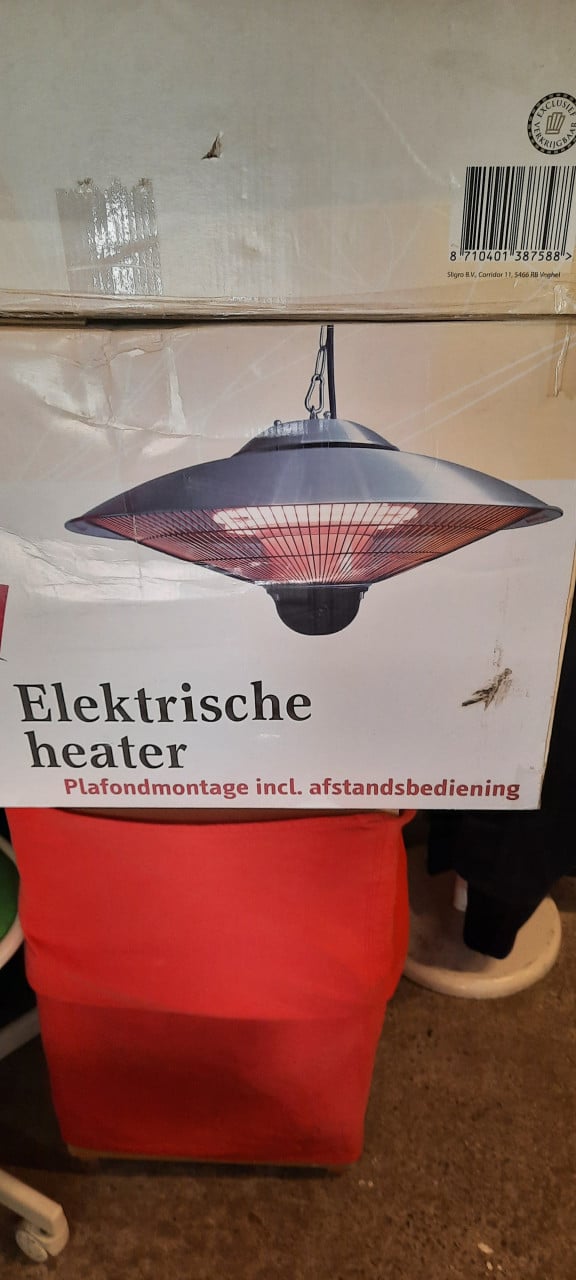 EXCLUSIEF
VERKRIJGBAAR
8 710401 387588 >
Sligro B.V., Corridor 11, 5466 RB Veghel
Elektrische
heater
Plafondmontage incl. afstandsbediening